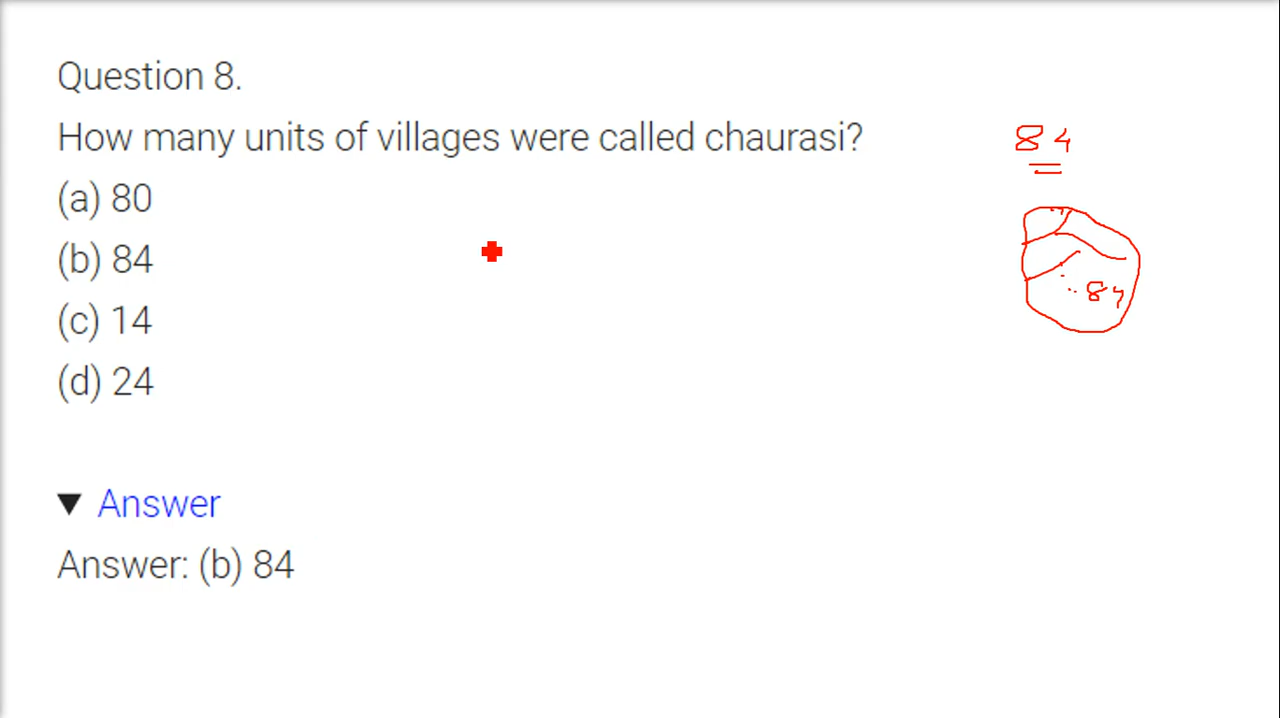 Question 8.
How many units of villages were called chaurasi?
84
(a) 80
(b) 84
84
(c) 14
(d) 24
Answer
Answer: (b) 84